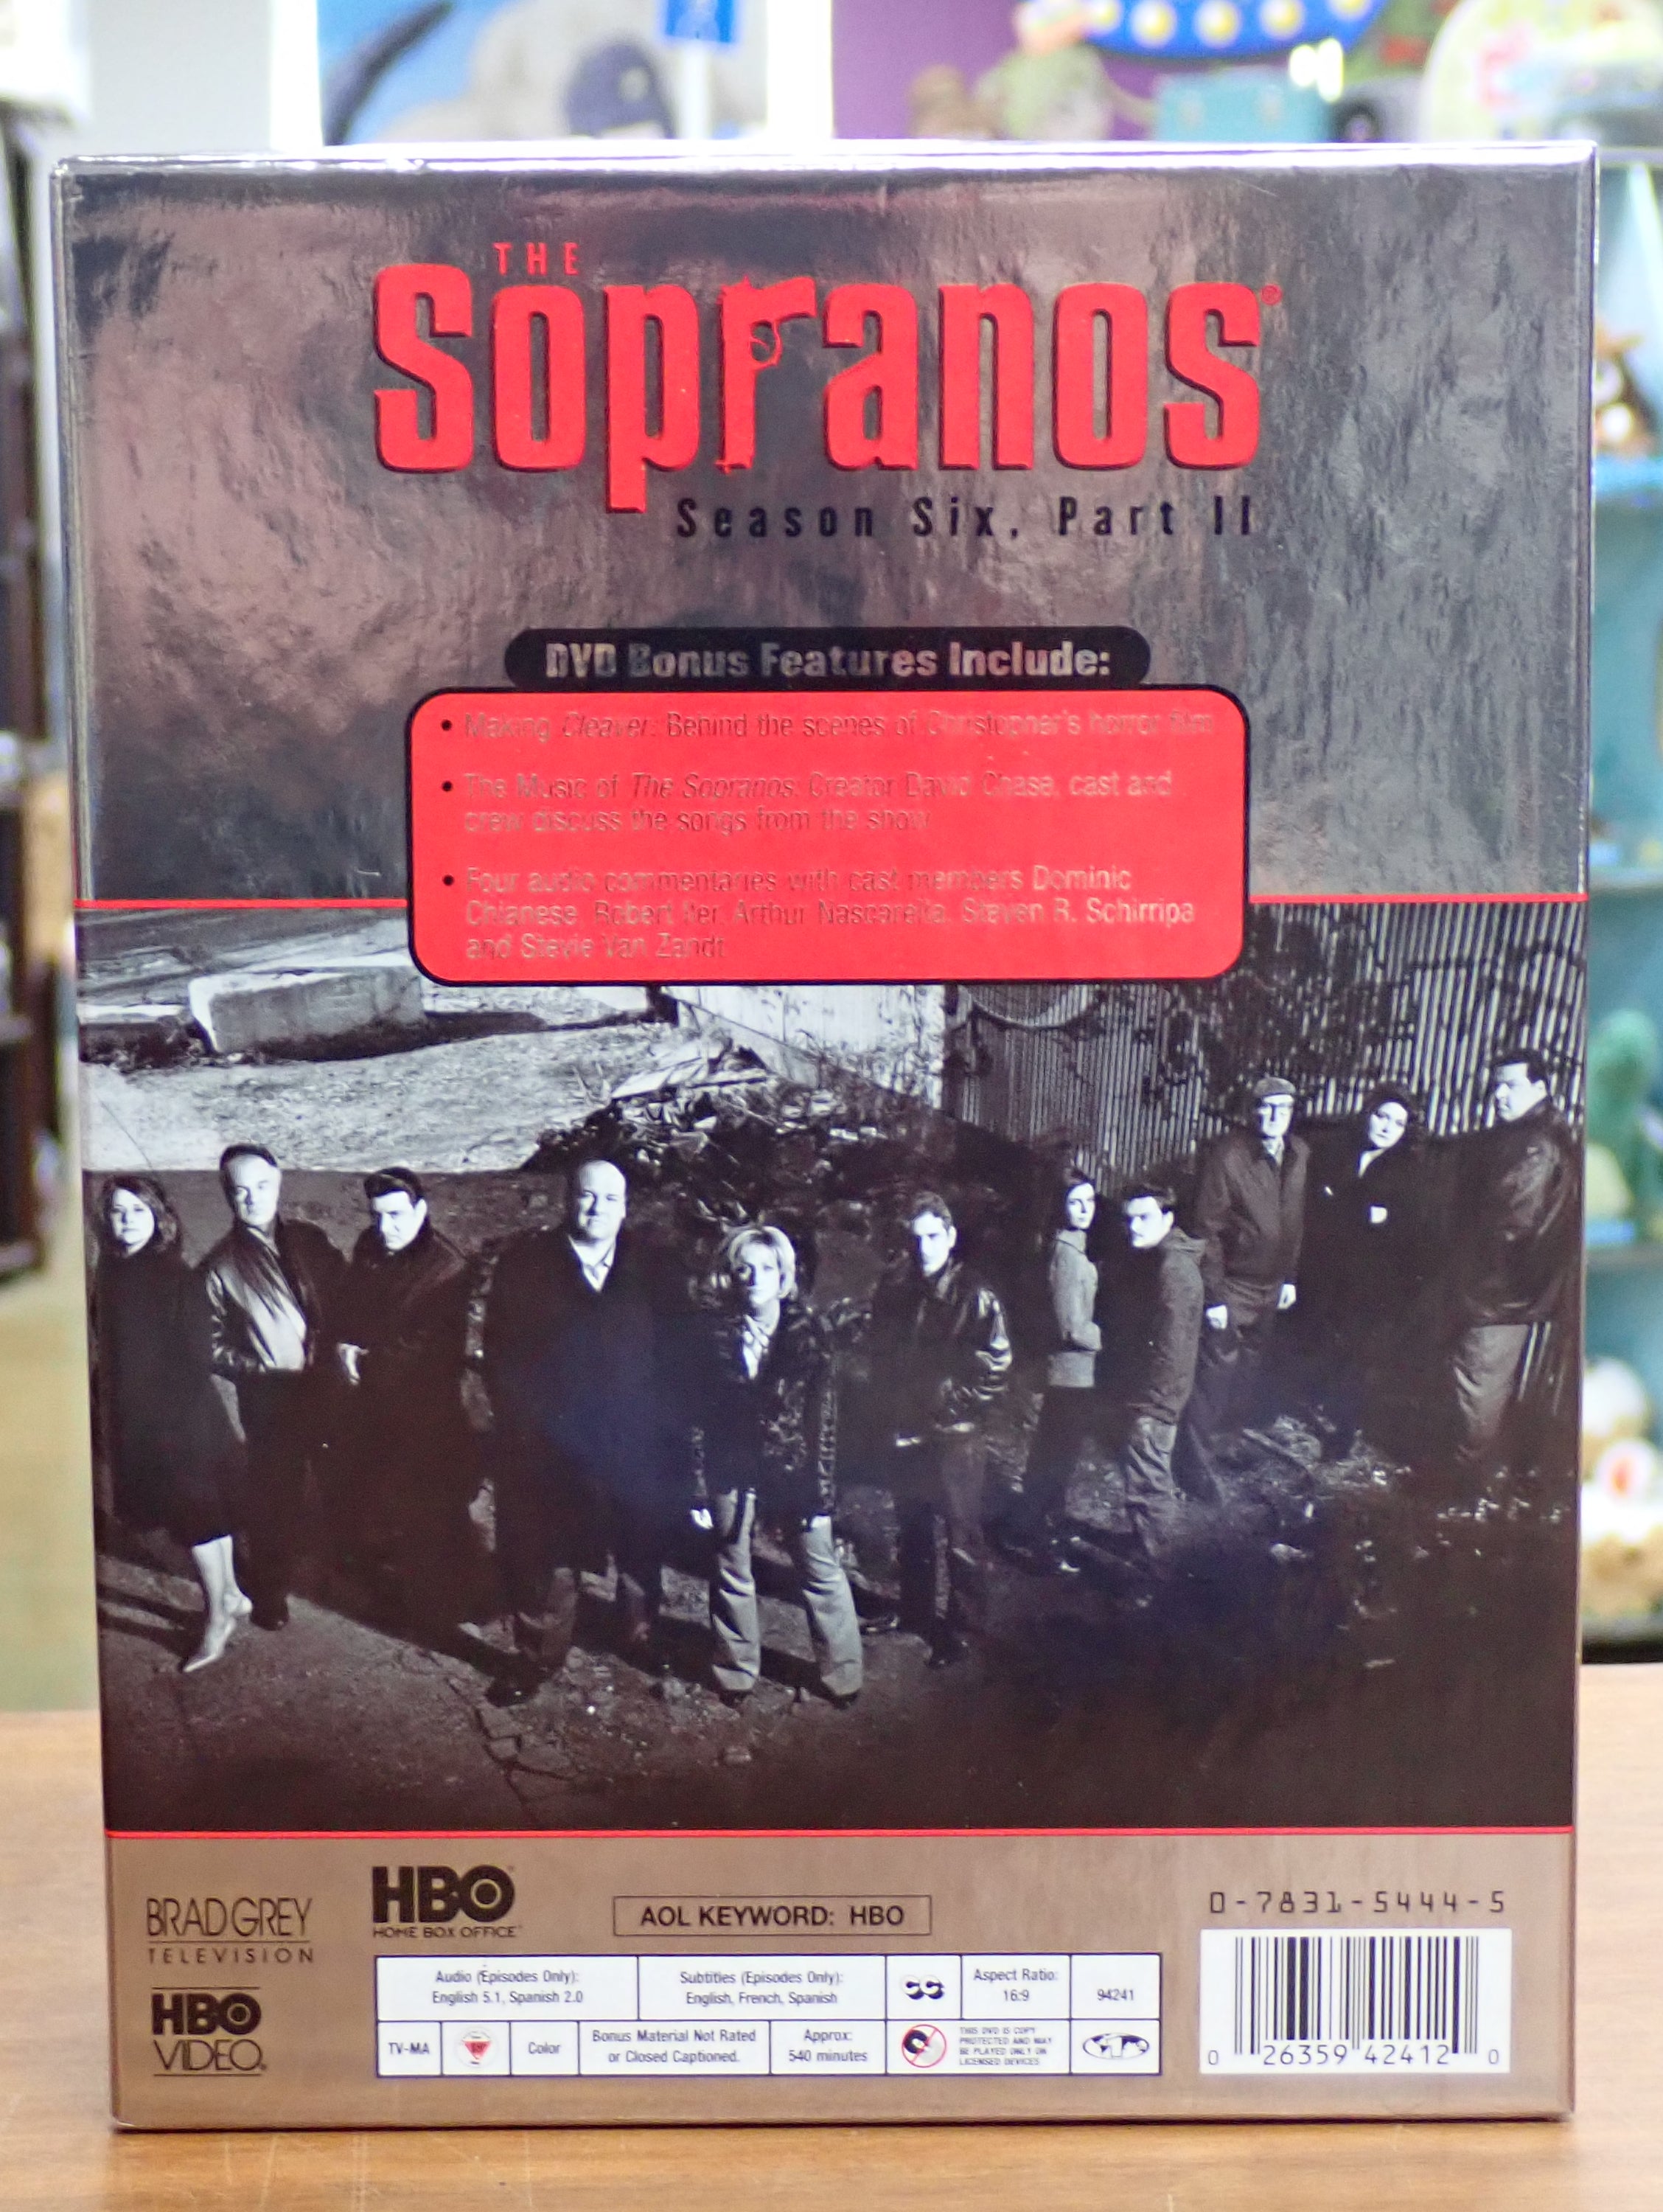 THE
Sopranos®
Season Six, Part II
DVD Bonus Features Include:
• Making Cleaver: Behind the scenes of Christopher's horror film
• The Music of The Sopranos: Creator David Chase, cast and
crew discuss the songs from the show
• Four audio commentaries with cast members Dominic
Chianese, Robert Iler, Arthur Nascarella, Steven R. Schirripa
and Stevie Van Zandt
BRAD GREY
TELEVISION
HBO®
HOME BOX OFFICE®
AOL KEYWORD: HBO
0-7831-5444-5
HBO
VIDEO®
Audio (Episodes Only):
English 5.1, Spanish 2.0
Subtitles (Episodes Only):
English, French, Spanish
CC
Aspect Ratio:
16:9
94241
TV-MA
18
Color
Bonus Material Not Rated
or Closed Captioned.
Approx:
540 minutes
THIS DVD IS COPY
PROTECTED AND MAY
BE PLAYED ONLY ON
LICENSED DEVICES
0 26359 42412 0